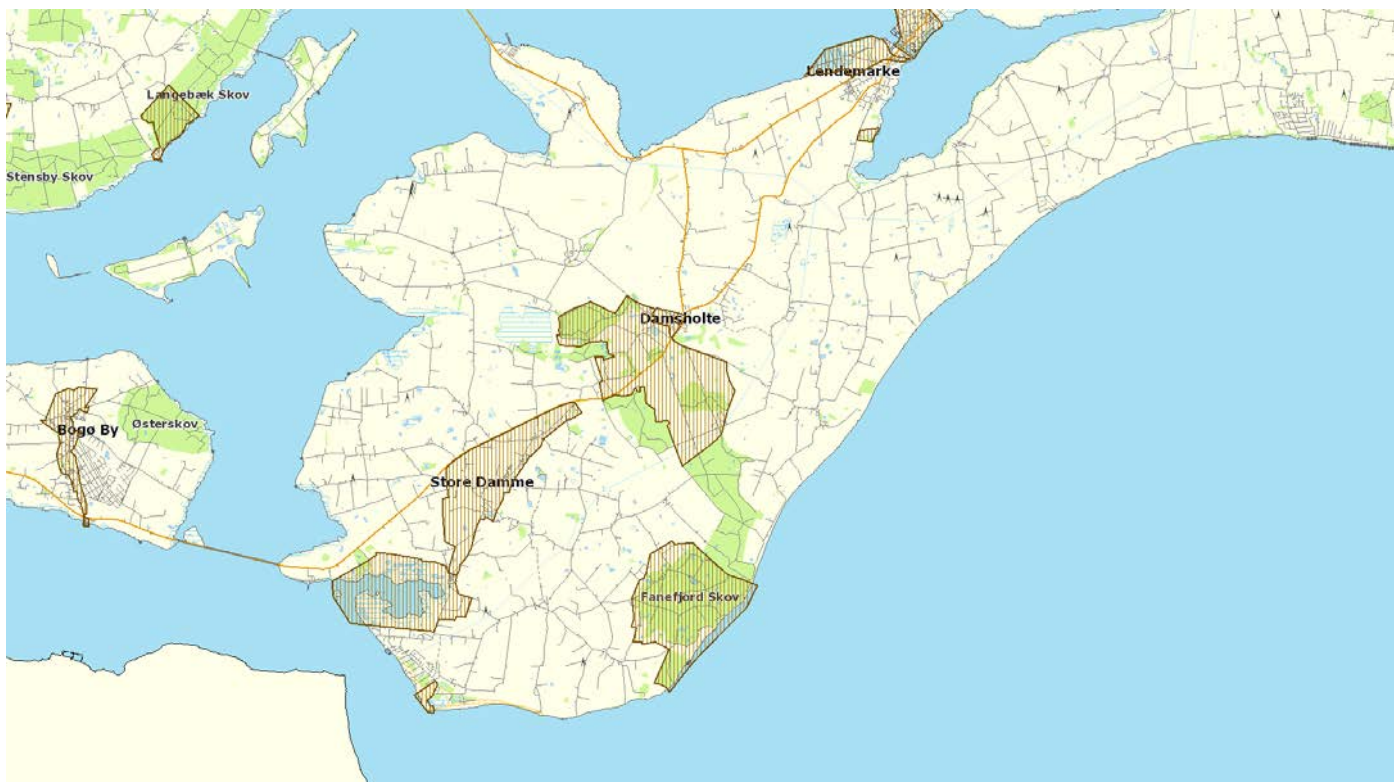 Lendemarke
Langebæk Skov
Stensby Skov
Damsholte
Østerskov
Bogø By
Store Damme
Fanefjord Skov